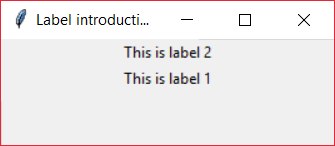 Label introducti...
This is label 2
This is label 1